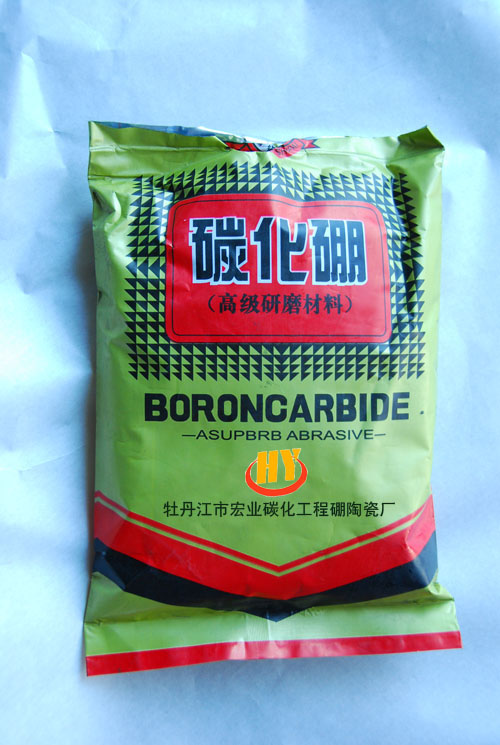 碳化硼
（高级研磨材料）
BORONCARBIDE
—ASUPBRB ABRASIVE—
HY
牡丹江市宏业碳化工程硼陶瓷厂